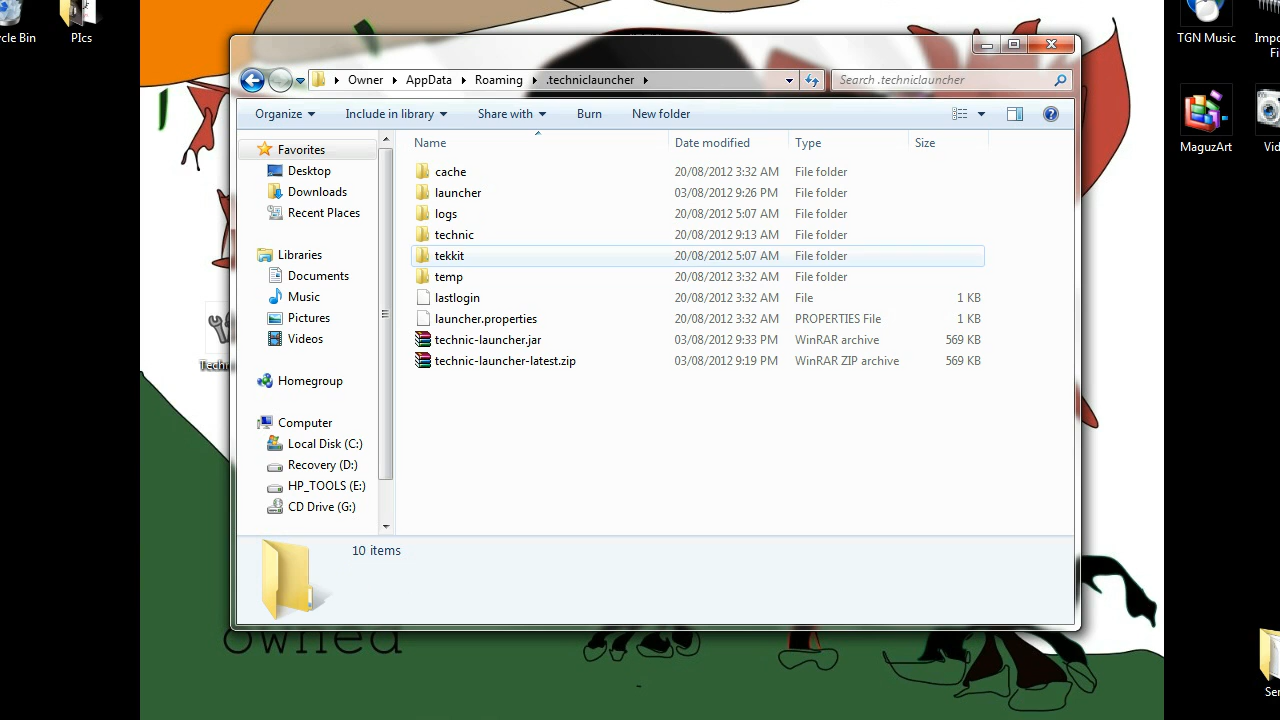 cle Bin
PIcs
TGN Music
Impo
Fi
MaguzArt
Vid
Owner
AppData
Roaming
.techniclauncher
Search .techniclauncher
Organize
Include in library
Share with
Burn
New folder
Name
Date modified
Type
Size
Favorites
Desktop
Downloads
Recent Places
Libraries
Documents
Music
Pictures
Videos
Homegroup
Computer
Local Disk (C:)
Recovery (D:)
HP_TOOLS (E:)
CD Drive (G:)
cache 20/08/2012 3:32 AM File folder
launcher 03/08/2012 9:26 PM File folder
logs 20/08/2012 5:07 AM File folder
technic 20/08/2012 9:13 AM File folder
tekkit 20/08/2012 5:07 AM File folder
temp 20/08/2012 3:32 AM File folder
lastlogin 20/08/2012 3:32 AM File 1 KB
launcher.properties 20/08/2012 3:32 AM PROPERTIES File 1 KB
technic-launcher.jar 03/08/2012 9:33 PM WinRAR archive 569 KB
technic-launcher-latest.zip 03/08/2012 9:19 PM WinRAR ZIP archive 569 KB
10 items
Techn
owned
Ser